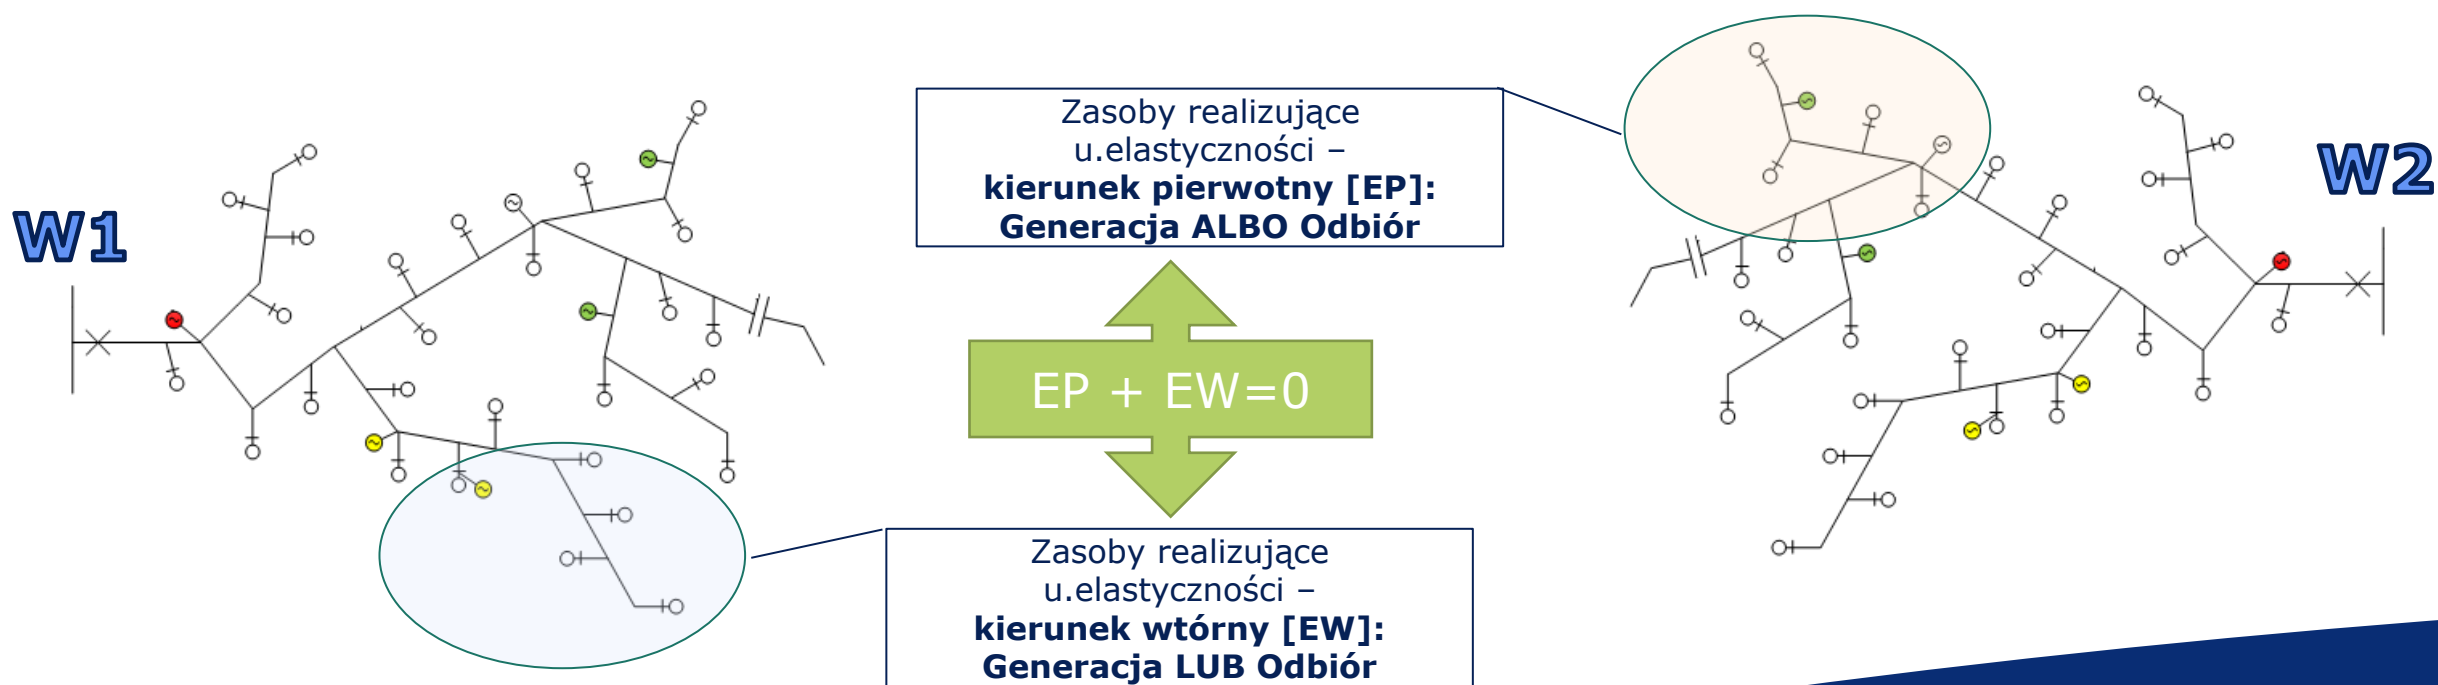 W1
Zasoby realizujące
u.elastyczności –
kierunek pierwotny [EP]:
Generacja ALBO Odbiór
W2
EP + EW=0
Zasoby realizujące
u.elastyczności –
kierunek wtórny [EW]:
Generacja LUB Odbiór